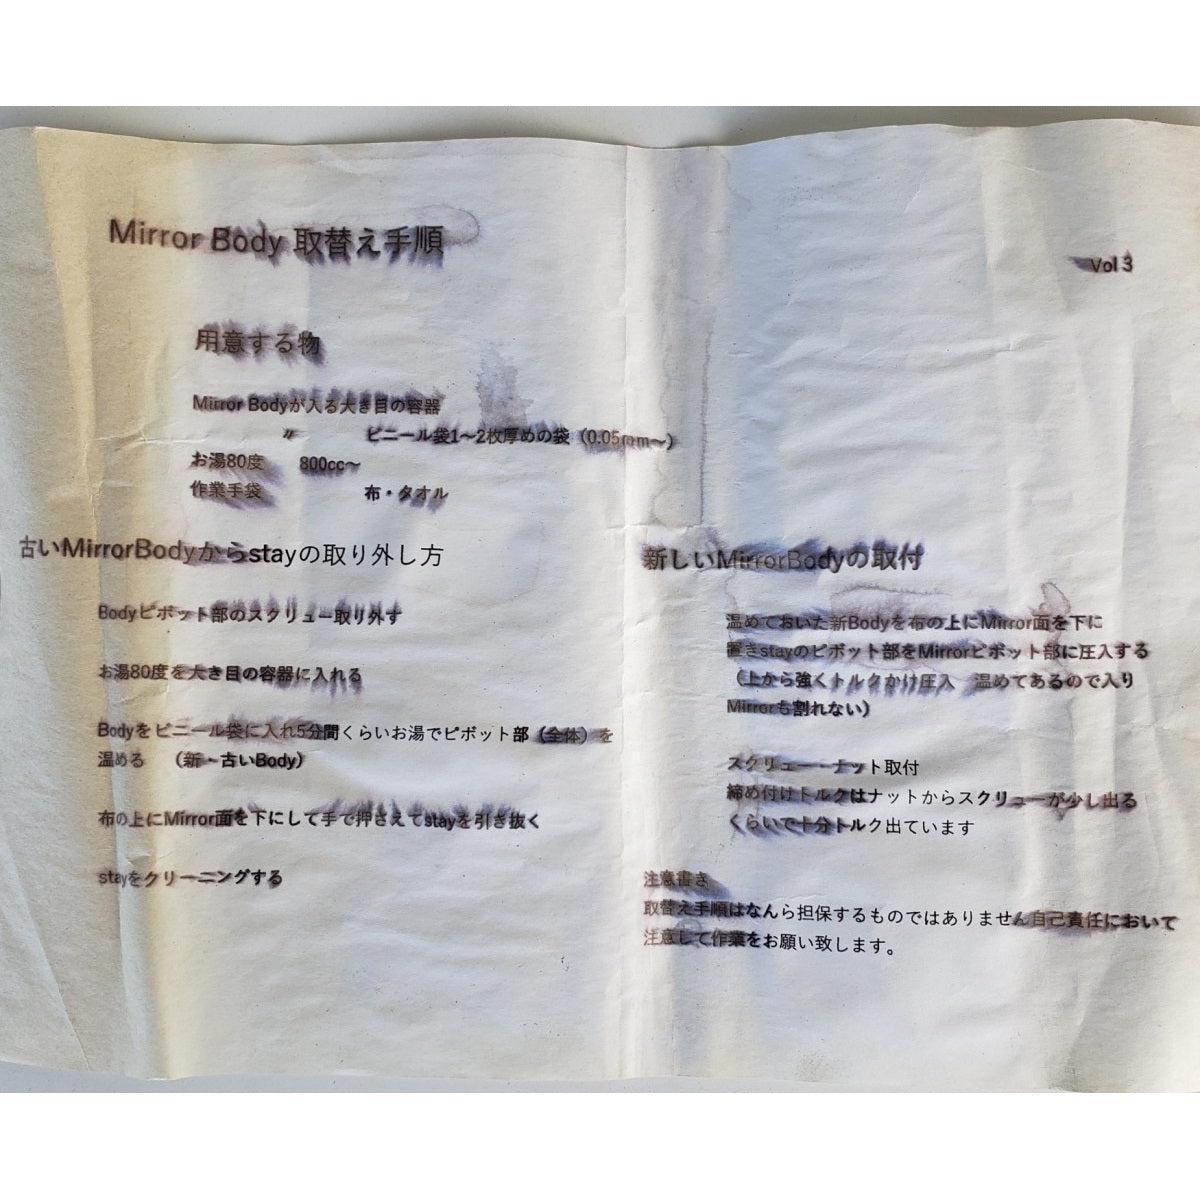 Mirror Body 取替え手順
Vol 3
用意する物
Mirror Bodyが入る大き目の容器
〃 ビニール袋1～2枚厚めの袋（0.05mm～）
お湯80度 800cc～
作業手袋 布・タオル
古いMirrorBodyからstayの取り外し方
Bodyピボット部のスクリュー取り外す
お湯80度を大き目の容器に入れる
Bodyをビニール袋に入れ5分間くらいお湯でピボット部（全体）を
温める （新～古いBody）
布の上にMirror面を下にして手で押さえてstayを引き抜く
stayをクリーニングする
新しいMirrorBodyの取付
温めておいた新Bodyを布の上にMirror面を下に
置きstayのピボット部をMirrorピボット部に圧入する
（上から強くトルクかけ圧入 温めてあるので入り
Mirrorも割れない）
スクリュー・ナット取付
締め付けトルクはナットからスクリューが少し出る
くらいで十分トルク出ています
注意書き
取替え手順はなんら担保するものではありません自己責任において
注意して作業をお願い致します。